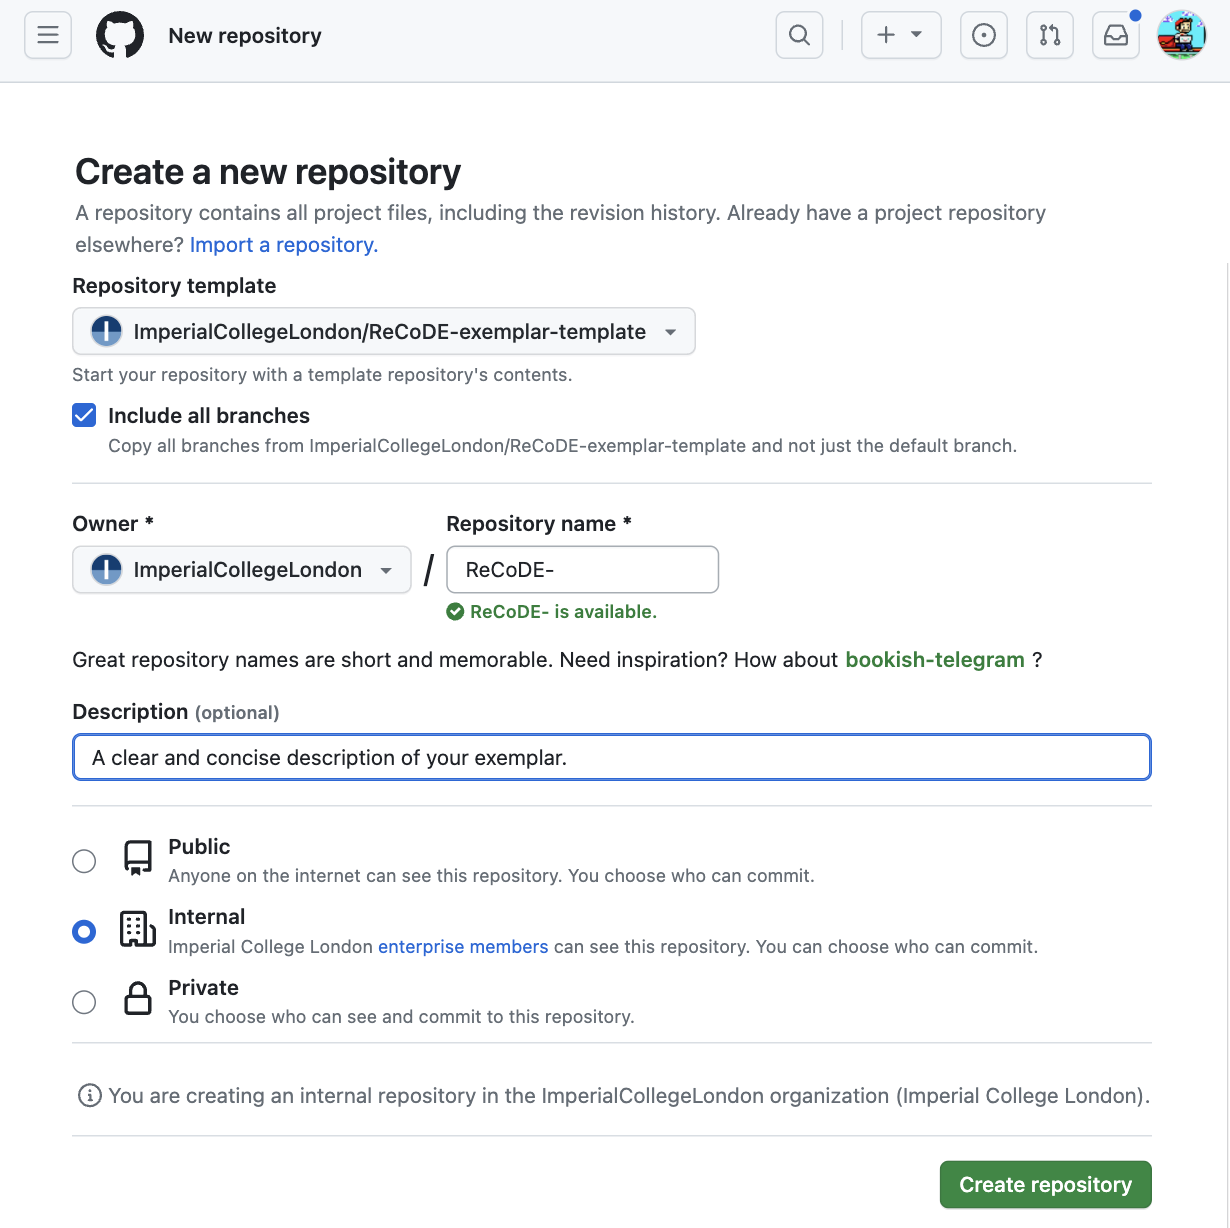 New repository
Create a new repository
A repository contains all project files, including the revision history. Already have a project repository
elsewhere? Import a repository.
Repository template
ImperialCollegeLondon/ReCoDE-exemplar-template
Start your repository with a template repository's contents.
Include all branches
Copy all branches from ImperialCollegeLondon/ReCoDE-exemplar-template and not just the default branch.
Owner * Repository name *
ImperialCollegeLondon / ReCoDE-
ReCoDE- is available.
Great repository names are short and memorable. Need inspiration? How about bookish-telegram ?
Description (optional)
A clear and concise description of your exemplar.
Public
Anyone on the internet can see this repository. You choose who can commit.
Internal
Imperial College London enterprise members can see this repository. You can choose who can commit.
Private
You choose who can see and commit to this repository.
You are creating an internal repository in the ImperialCollegeLondon organization (Imperial College London).
Create repository